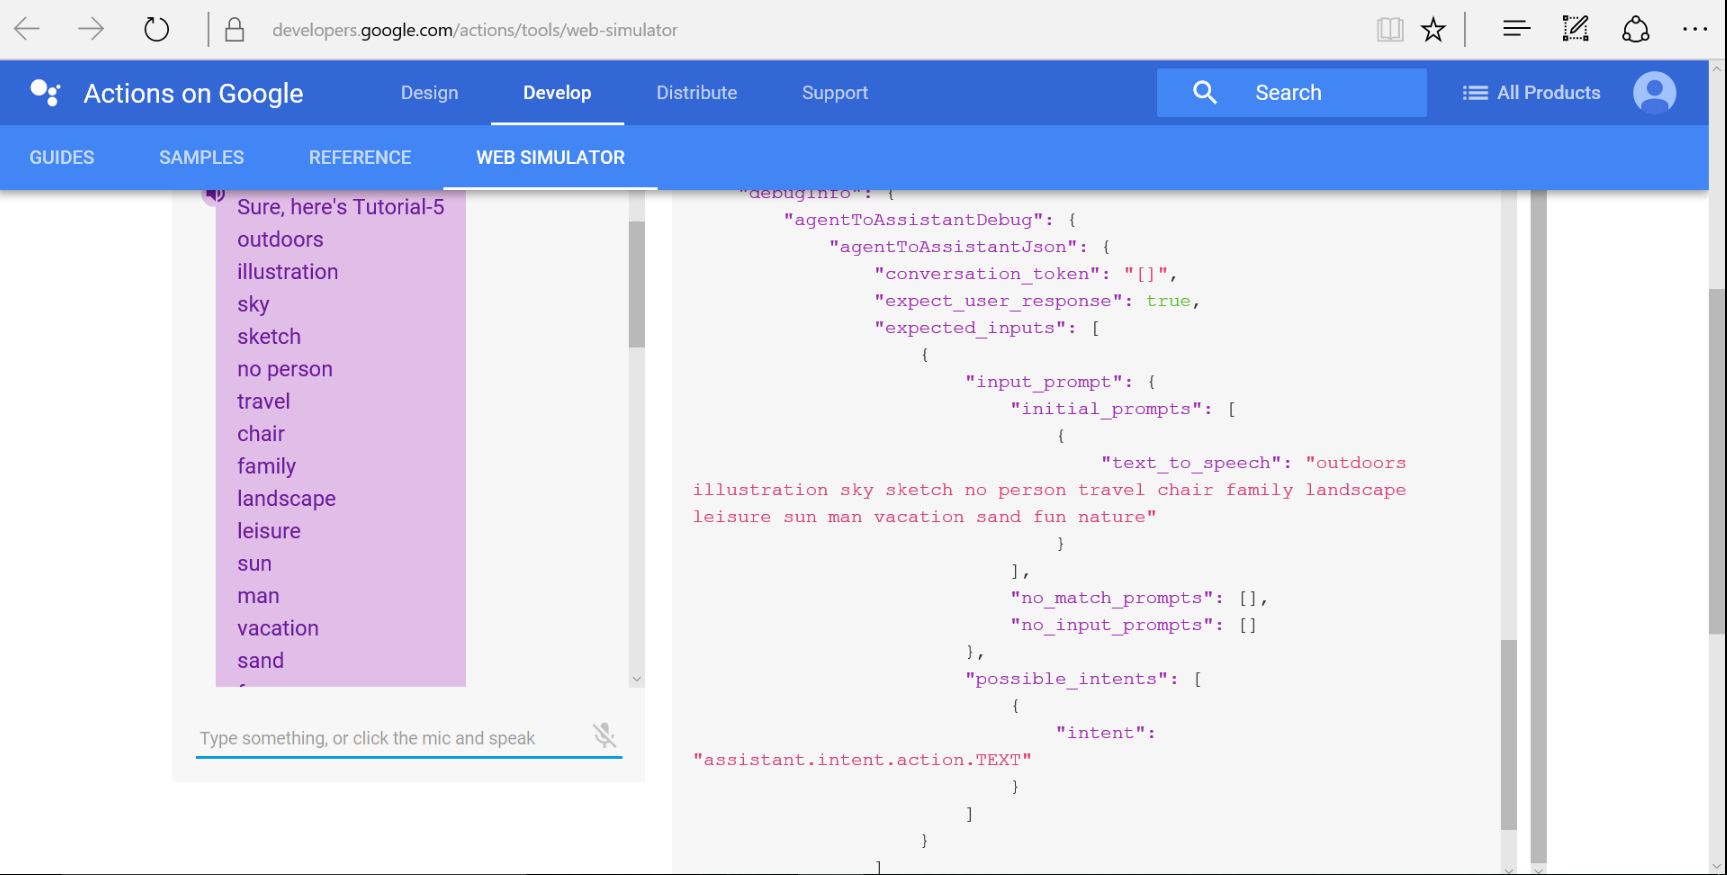 developers.google.com/actions/tools/web-simulator
Actions on Google
Design
Develop
Distribute
Support
Search
All Products
GUIDES
SAMPLES
REFERENCE
WEB SIMULATOR
Sure, here's Tutorial-5
outdoors
illustration
sky
sketch
no person
travel
chair
family
landscape
leisure
sun
man
vacation
sand
Type something, or click the mic and speak
"debugInfo": {
"agentToAssistantDebug": {
"agentToAssistantJson": {
"conversation_token": "[]",
"expect_user_response": true,
"expected_inputs": [
{
"input_prompt": {
"initial_prompts": [
{
"text_to_speech": "outdoors
illustration sky sketch no person travel chair family landscape
leisure sun man vacation sand fun nature"
}
],
"no_match_prompts": [],
"no_input_prompts": []
},
"possible_intents": [
{
"intent":
"assistant.intent.action.TEXT"
}
]
}
]